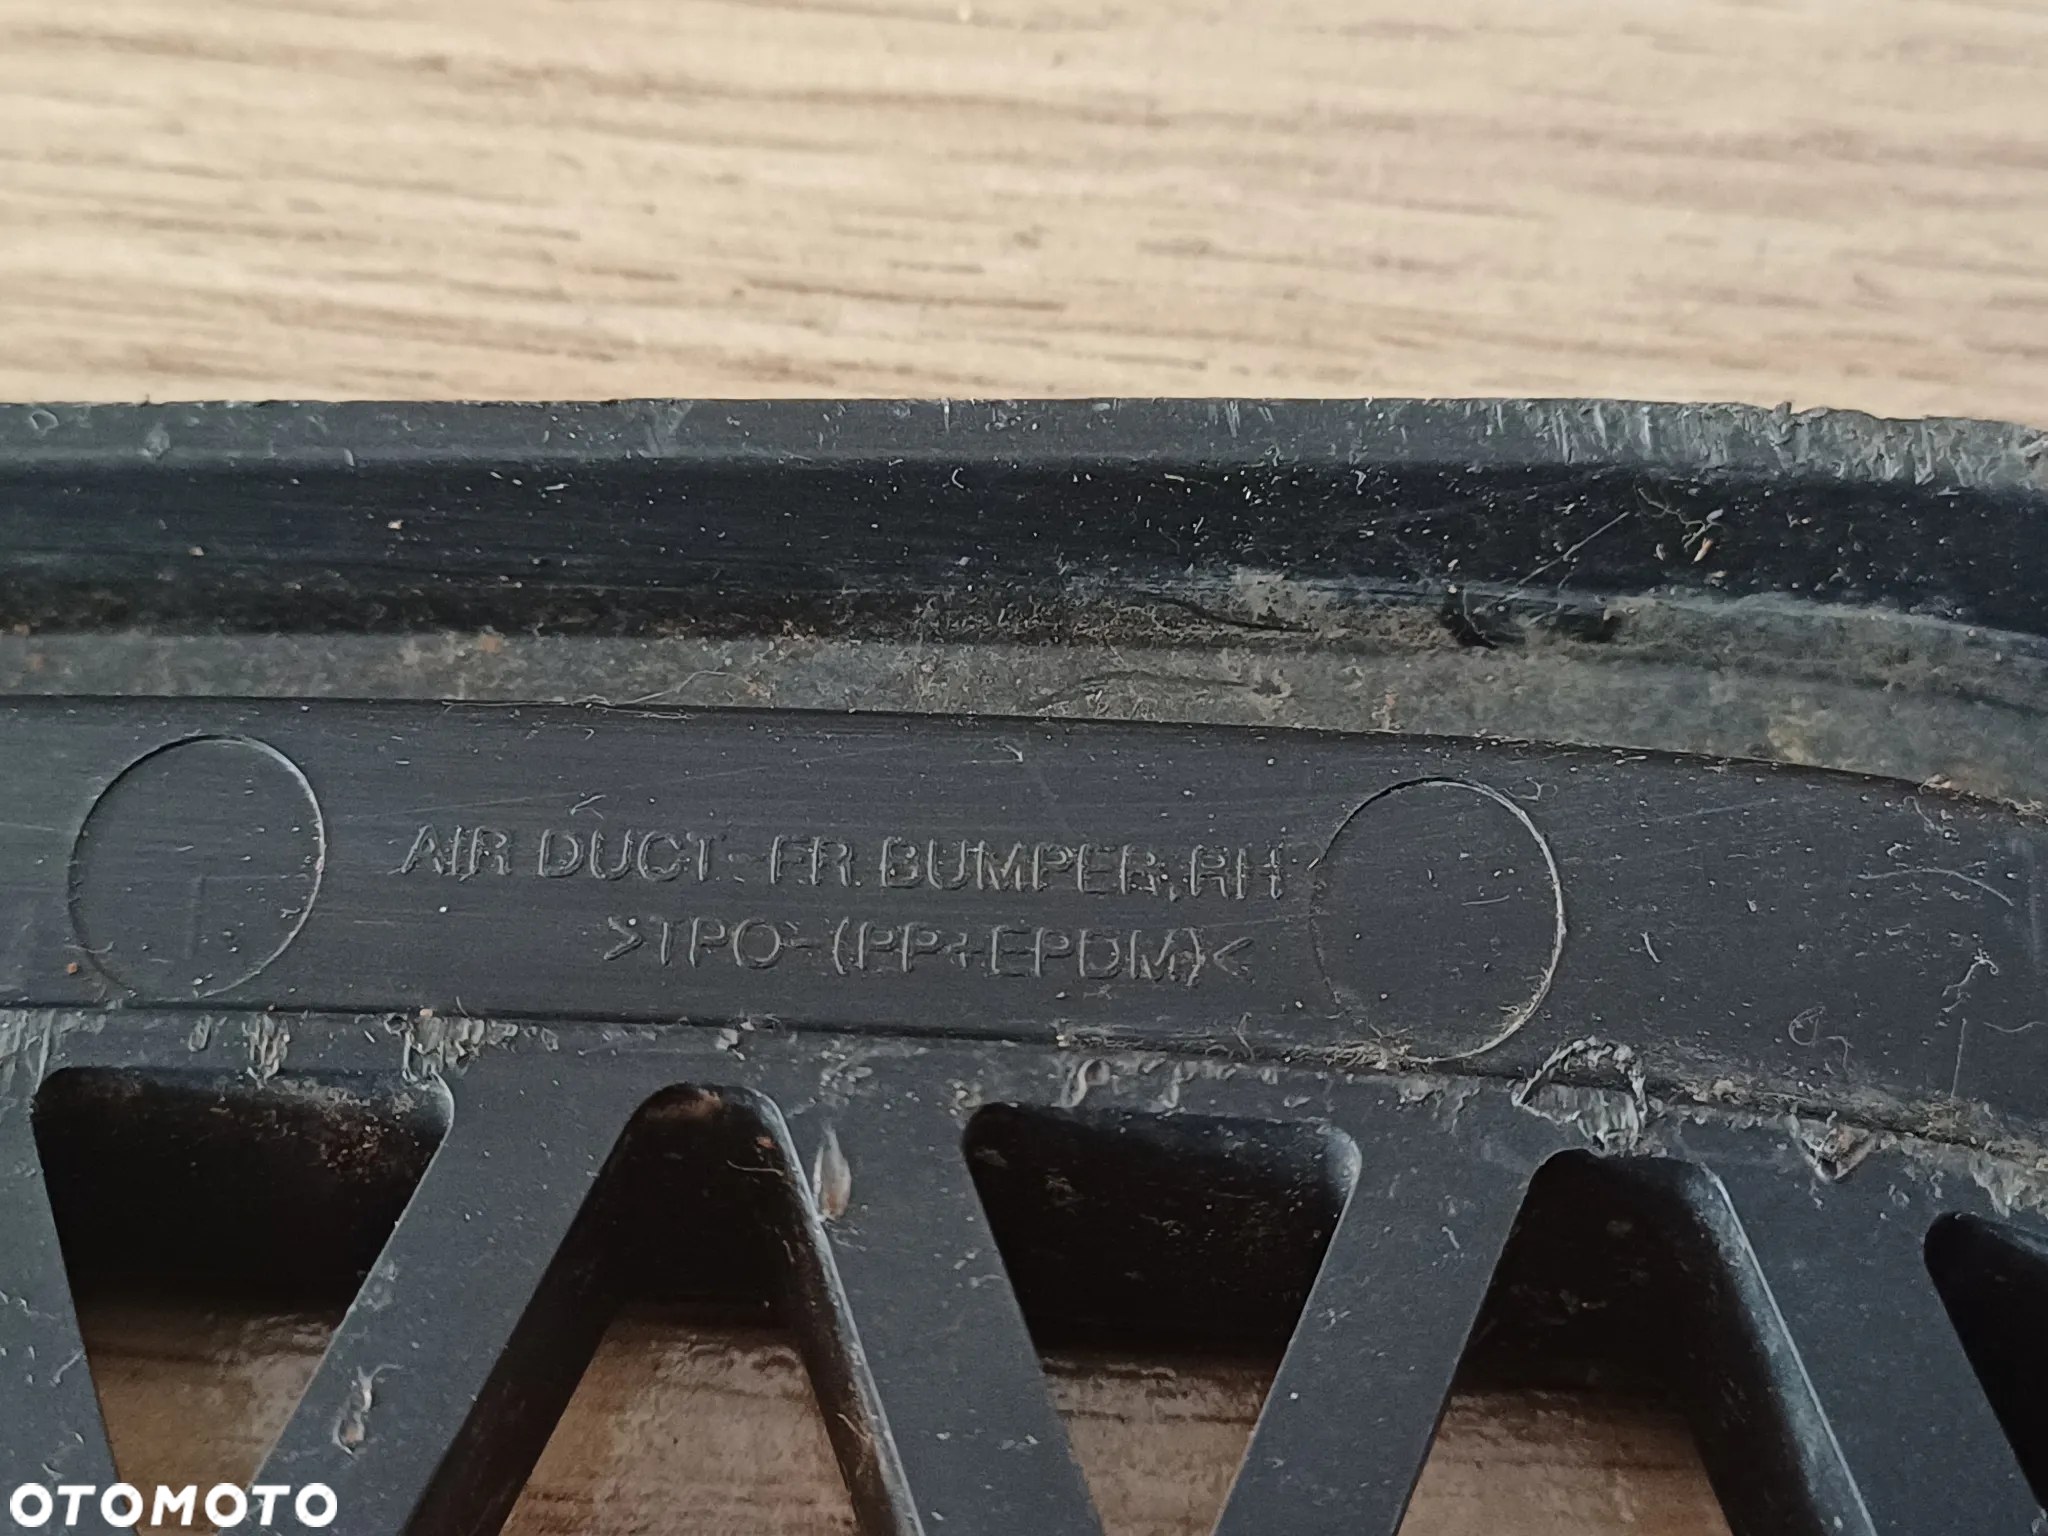 AIR DUCT - FR. BUMPER, RH
>TPO - (PP+EPDM)<
OTOMOTO